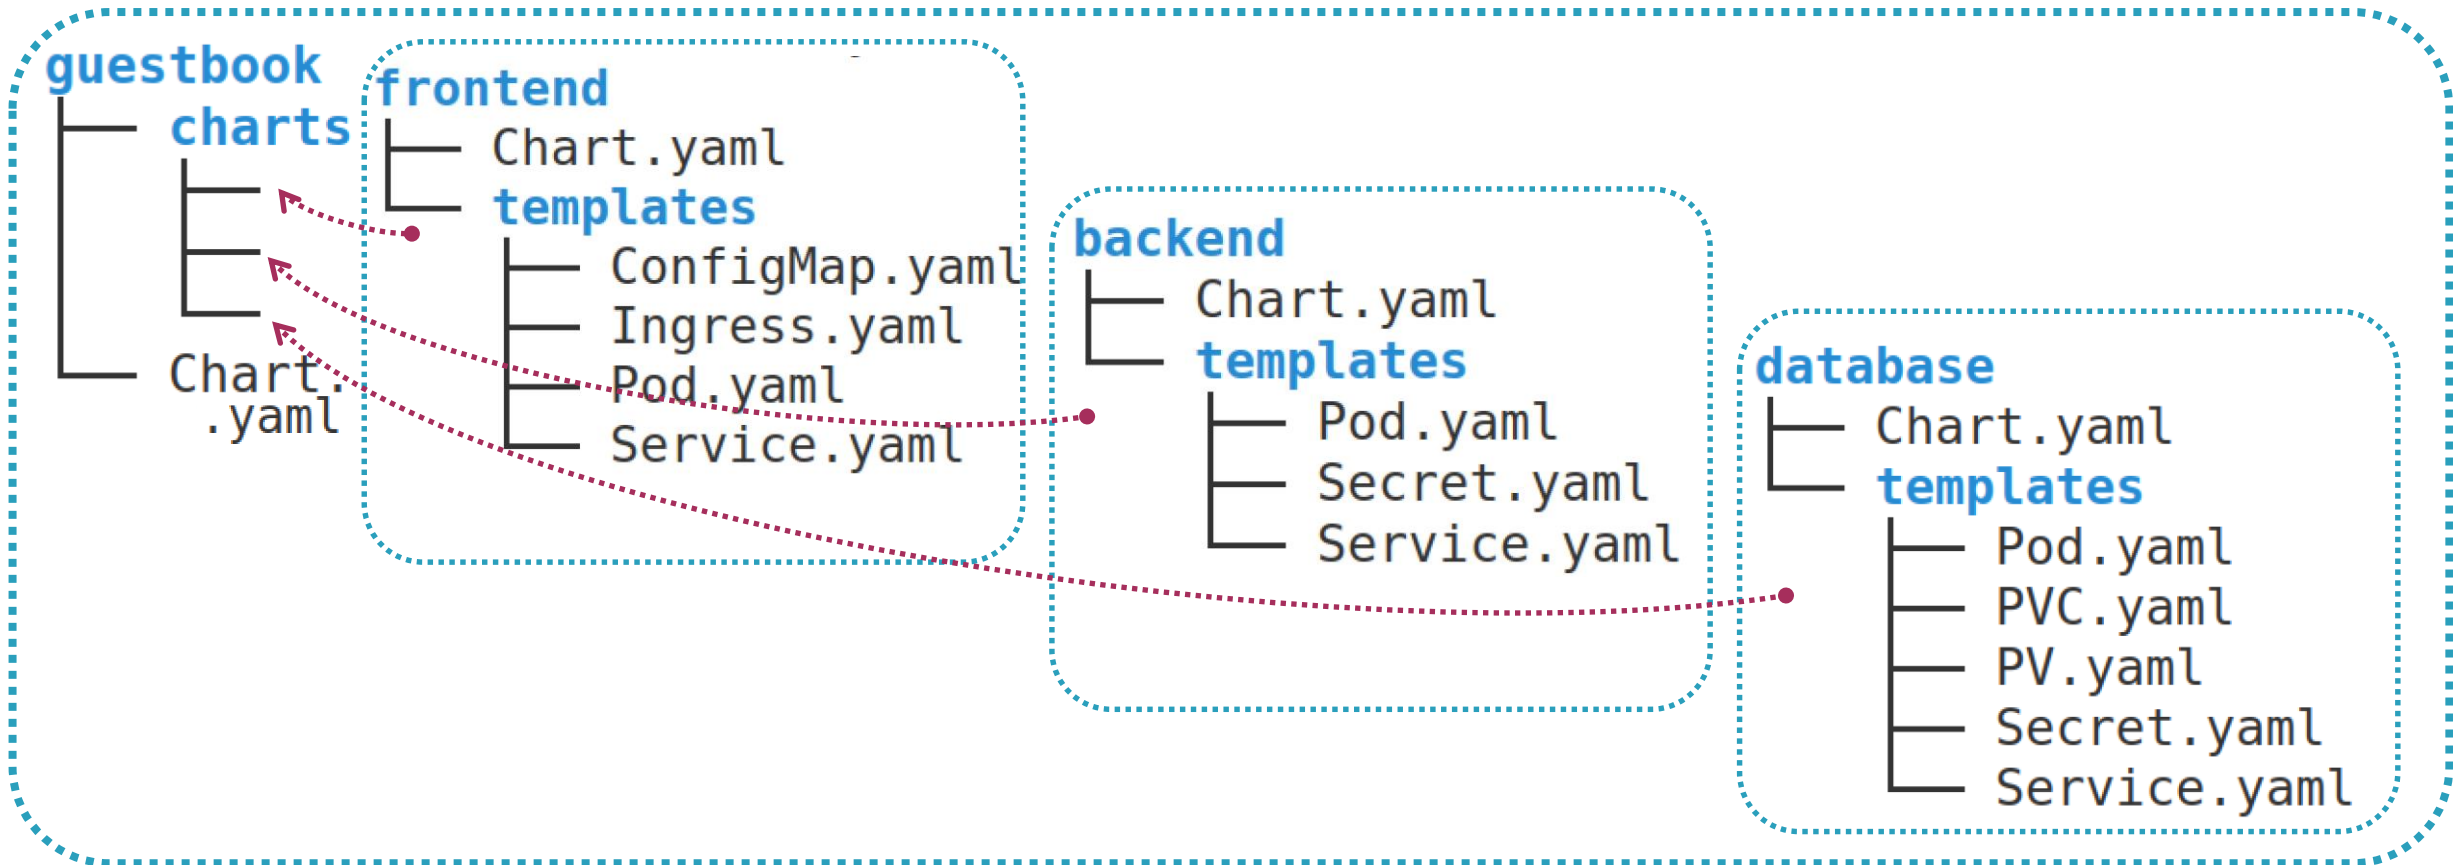 guestbook
charts
Chart.
.yaml
frontend
Chart.yaml
templates
ConfigMap.yaml
Ingress.yaml
Pod.yaml
Service.yaml
backend
Chart.yaml
templates
Pod.yaml
Secret.yaml
Service.yaml
database
Chart.yaml
templates
Pod.yaml
PVC.yaml
PV.yaml
Secret.yaml
Service.yaml